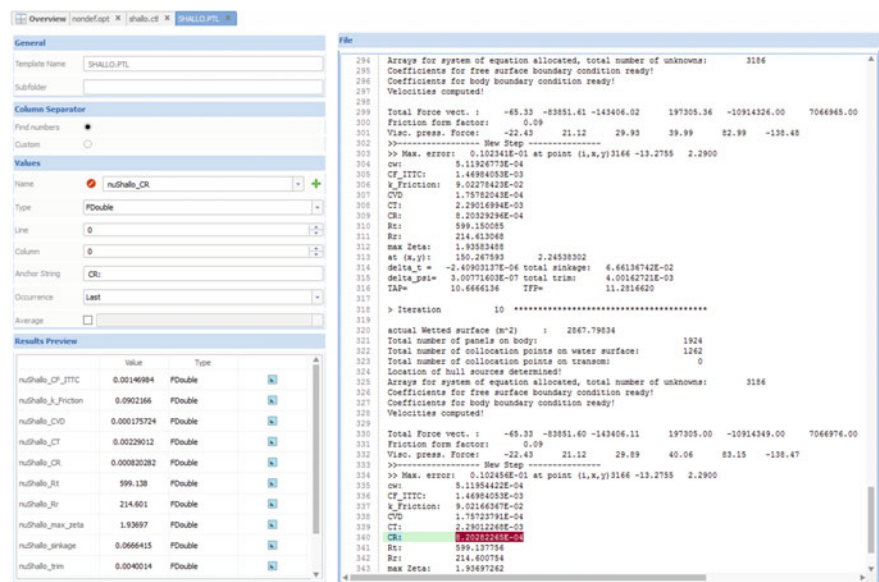 Overview nondef.opt × shallo.ctl × SHALLO.PTL ×
General
Template Name SHALLO.PTL
Subfolder
Column Separator
Find numbers
Custom
Values
Name nuShallo_CR
Type FDouble
Line 0
Column 0
Anchor String CR:
Occurrence Last
Average
Results Preview
Value Type
nuShallo_CF_ITTC 0.00146984 FDouble
nuShallo_k_Friction 0.0902166 FDouble
nuShallo_CVD 0.000175724 FDouble
nuShallo_CT 0.00229012 FDouble
nuShallo_CR 0.000820282 FDouble
nuShallo_Rt 599.138 FDouble
nuShallo_Rr 214.601 FDouble
nuShallo_max_zeta 1.93697 FDouble
nuShallo_sinkage 0.0666415 FDouble
nuShallo_trim 0.0040014 FDouble
File
294 Arrays for system of equation allocated, total number of unknowns: 3186
295 Coefficients for free surface boundary condition ready!
296 Coefficients for body boundary condition ready!
297 Velocities computed!
298
299 Total Force vect. : -65.33 -83851.61 -143406.02 197305.36 -10914326.00 7066965.00
300 Friction form factor: 0.09
301 Visc. press. Force: -22.43 21.12 29.93 39.99 82.99 -138.48
302 >>----------------- New Step ---------------
303 >> Max. error: 0.102341E-01 at point (i,x,y)3166 -13.2755 2.2900
304 cw: 5.11926773E-04
305 CF_ITTC: 1.46984053E-03
306 k_Friction: 9.02278423E-02
307 CVD 1.75782043E-04
308 CT: 2.29016994E-03
309 CR: 8.20329296E-04
310 Rt: 599.150085
311 Rr: 214.613068
312 max Zeta: 1.93583488
313 at (x,y): 150.267593 2.24538302
314 delta_t = -2.40903137E-06 total sinkage: 6.66136742E-02
315 delta_psi= 3.00771603E-07 total trim: 4.00162721E-03
316 TAP= 10.6666136 TFP= 11.2816620
317
318 > Iteration 10 ****************************************
319
320 actual Wetted surface (m^2) : 2867.79834
321 Total number of panels on body: 1924
322 Total number of collocation points on water surface: 1262
323 Total number of collocation points on transom: 0
324 Location of hull sources determined!
325 Arrays for system of equation allocated, total number of unknowns: 3186
326 Coefficients for free surface boundary condition ready!
327 Coefficients for body boundary condition ready!
328 Velocities computed!
329
330 Total Force vect. : -65.33 -83851.60 -143406.11 197305.00 -10914349.00 7066976.00
331 Friction form factor: 0.09
332 Visc. press. Force: -22.43 21.12 29.89 40.06 83.15 -138.47
333 >>----------------- New Step ---------------
334 >> Max. error: 0.102456E-01 at point (i,x,y)3166 -13.2755 2.2900
335 cw: 5.11954422E-04
336 CF_ITTC: 1.46984053E-03
337 k_Friction: 9.02166367E-02
338 CVD 1.75723791E-04
339 CT: 2.29012268E-03
340 CR: 8.20282265E-04
341 Rt: 599.137756
342 Rr: 214.600754
343 max Zeta: 1.93697262